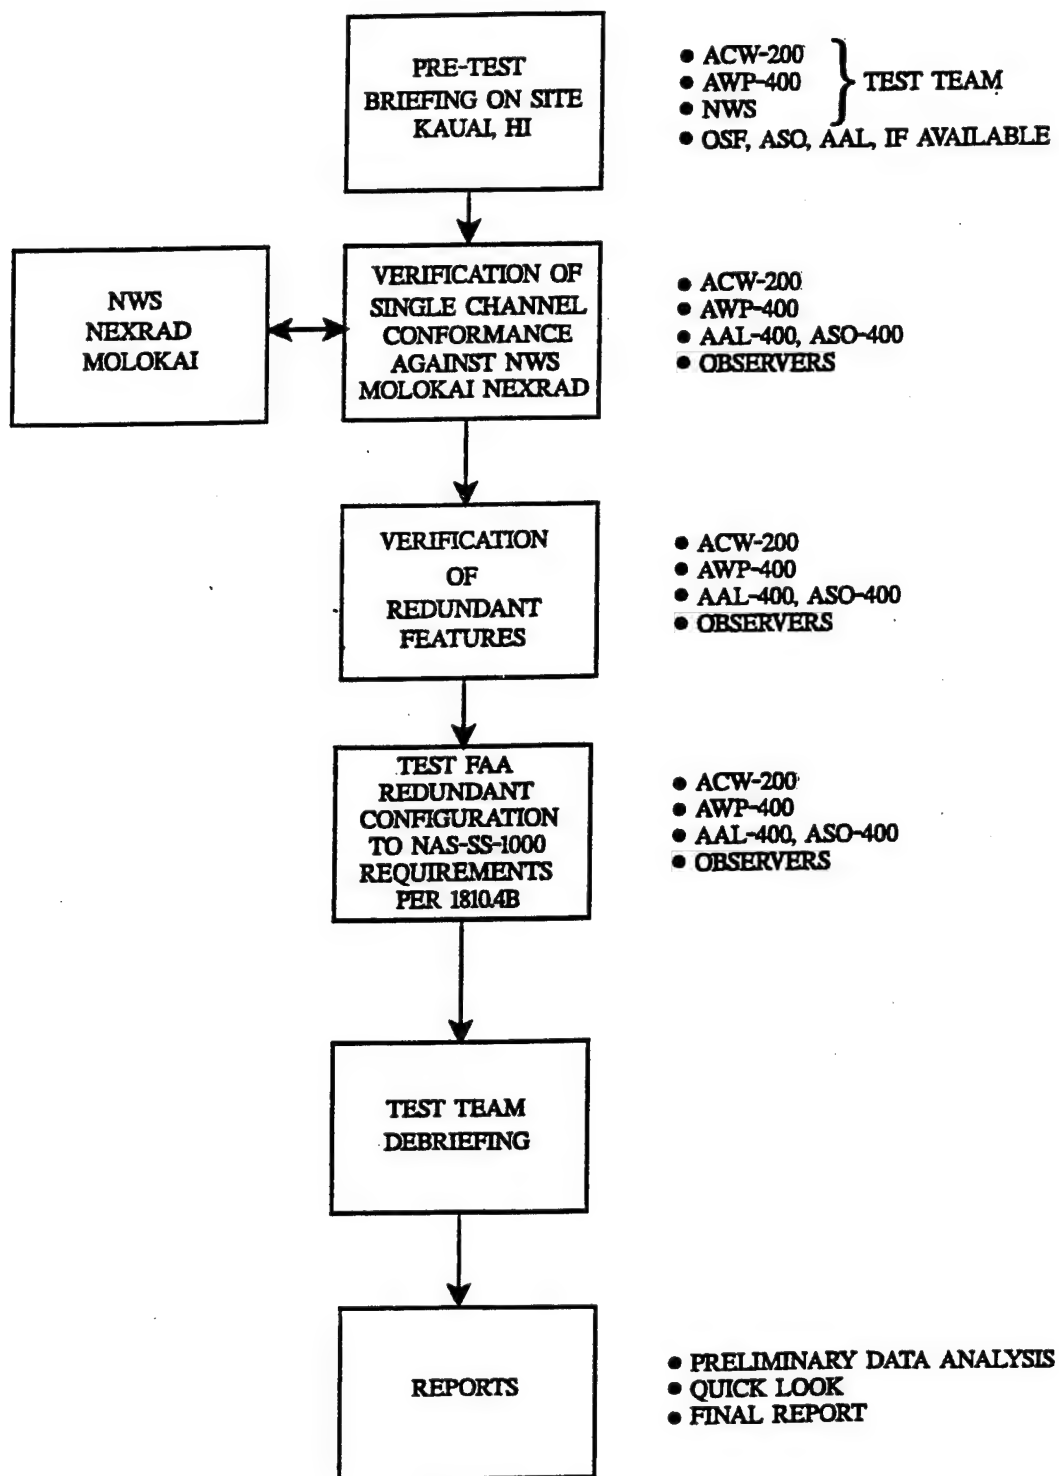 PRE-TEST
BRIEFING ON SITE
KAUAI, HI
● ACW-200
● AWP-400
● NWS
TEST TEAM
● OSF, ASO, AAL, IF AVAILABLE
NWS
NEXRAD
MOLOKAI
VERIFICATION OF
SINGLE CHANNEL
CONFORMANCE
AGAINST NWS
MOLOKAI NEXRAD
● ACW-200
● AWP-400
● AAL-400, ASO-400
● OBSERVERS
VERIFICATION
OF
REDUNDANT
FEATURES
● ACW-200
● AWP-400
● AAL-400, ASO-400
● OBSERVERS
TEST FAA
REDUNDANT
CONFIGURATION
TO NAS-SS-1000
REQUIREMENTS
PER 1810.4B
● ACW-200
● AWP-400
● AAL-400, ASO-400
● OBSERVERS
TEST TEAM
DEBRIEFING
REPORTS
● PRELIMINARY DATA ANALYSIS
● QUICK LOOK
● FINAL REPORT